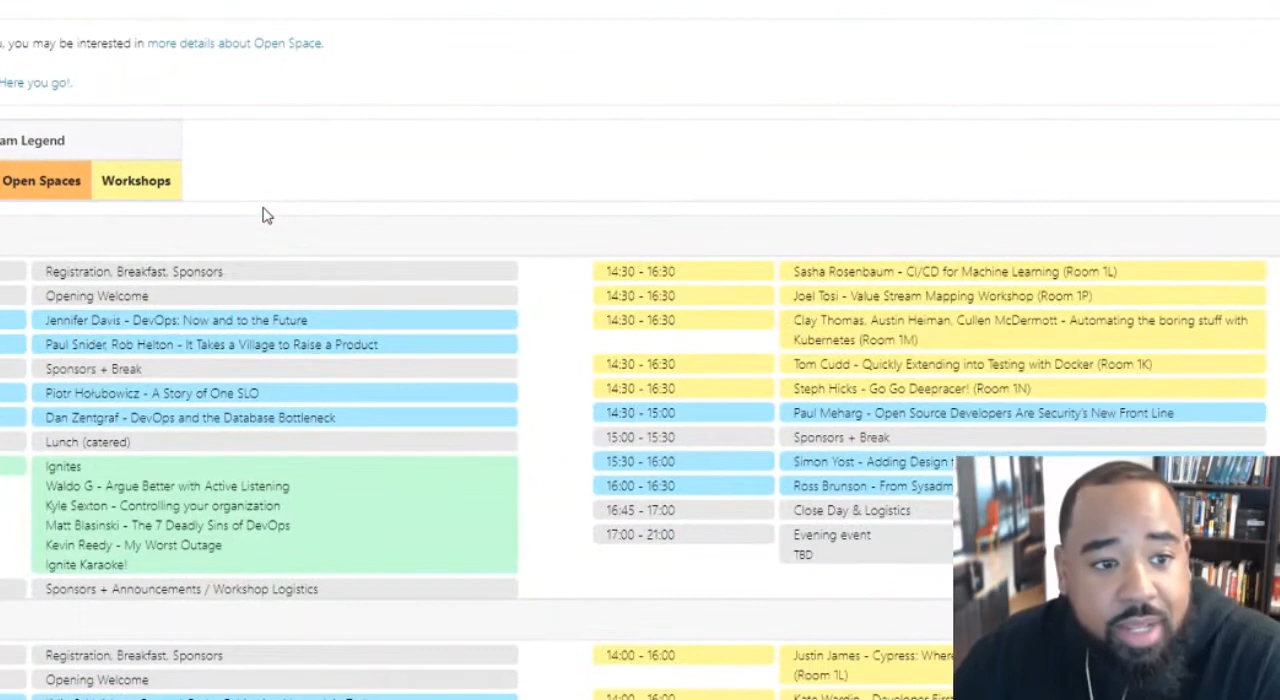 , you may be interested in more details about Open Space.
Here you go!.
am Legend
Open Spaces Workshops
Registration, Breakfast, Sponsors
Opening Welcome
Jennifer Davis - DevOps: Now and to the Future
Paul Snider, Rob Helton - It Takes a Village to Raise a Product
Sponsors + Break
Piotr Hołubowicz - A Story of One SLO
Dan Zentgraf - DevOps and the Database Bottleneck
Lunch (catered)
Ignites
Waldo G - Argue Better with Active Listening
Kyle Sexton - Controlling your organization
Matt Blasinski - The 7 Deadly Sins of DevOps
Kevin Reedy - My Worst Outage
Ignite Karaoke!
Sponsors + Announcements / Workshop Logistics
14:30 - 16:30 Sasha Rosenbaum - CI/CD for Machine Learning (Room 1L)
14:30 - 16:30 Joel Tosi - Value Stream Mapping Workshop (Room 1P)
14:30 - 16:30 Clay Thomas, Austin Heiman, Cullen McDermott - Automating the boring stuff with
Kubernetes (Room 1M)
14:30 - 16:30 Tom Cudd - Quickly Extending into Testing with Docker (Room 1K)
14:30 - 16:30 Steph Hicks - Go Go Deepracer! (Room 1N)
14:30 - 15:00 Paul Meharg - Open Source Developers Are Security's New Front Line
15:00 - 15:30 Sponsors + Break
15:30 - 16:00 Simon Yost - Adding Design
16:00 - 16:30 Ross Brunson - From Sysadm
16:45 - 17:00 Close Day & Logistics
17:00 - 21:00 Evening event
TBD
Registration, Breakfast, Sponsors
Opening Welcome
14:00 - 16:00 Justin James - Cypress: Where
(Room 1L)